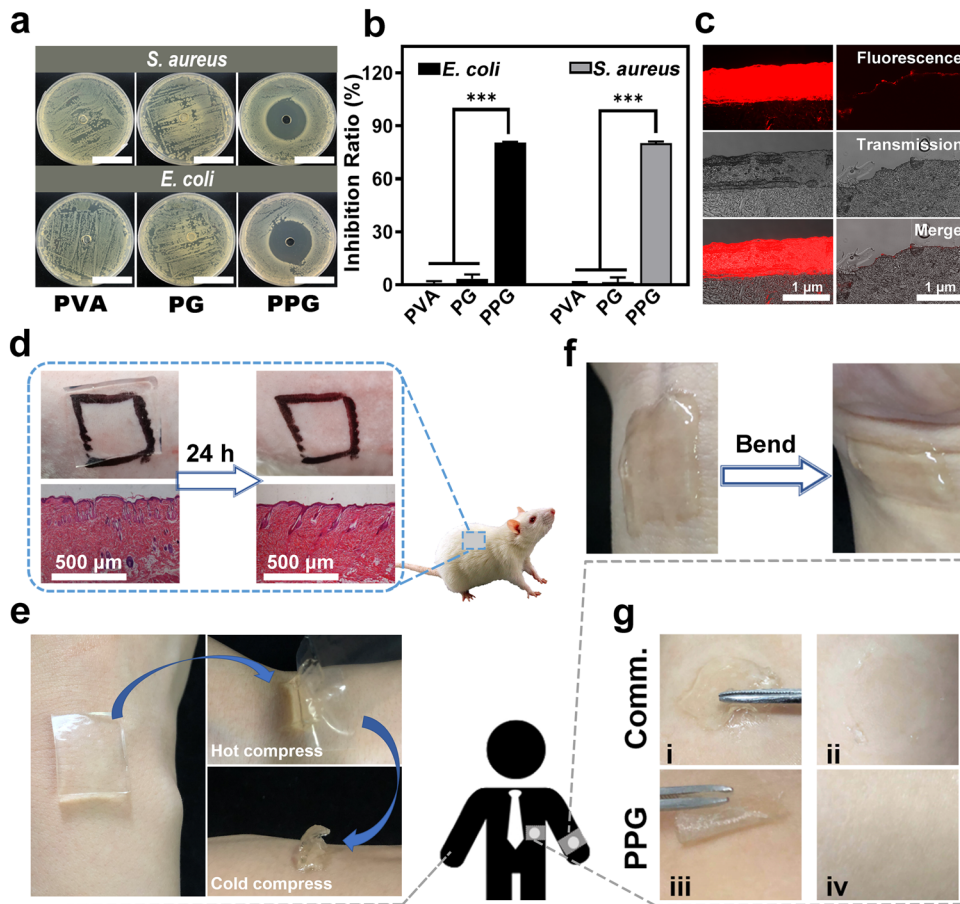 a
S. aureus
E. coli
PVA PG PPG
b
Inhibition Ratio (%)
120
90
60
30
0
E. coli S. aureus
*** ***
PVA PG PPG PVA PG PPG
c
Fluorescence
Transmission
Merge
1 μm 1 μm
d
24 h
500 μm 500 μm
e
Hot compress
Cold compress
f
Bend
g
Comm.
i ii
PPG
iii iv